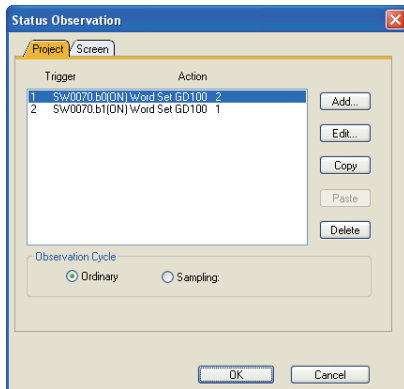 Status Observation
Project Screen
Trigger Action
1 SW0070.b0(ON) Word Set GD100 2
2 SW0070.b1(ON) Word Set GD100 1
Add...
Edit...
Copy
Paste
Delete
Observation Cycle
Ordinary Sampling:
OK Cancel